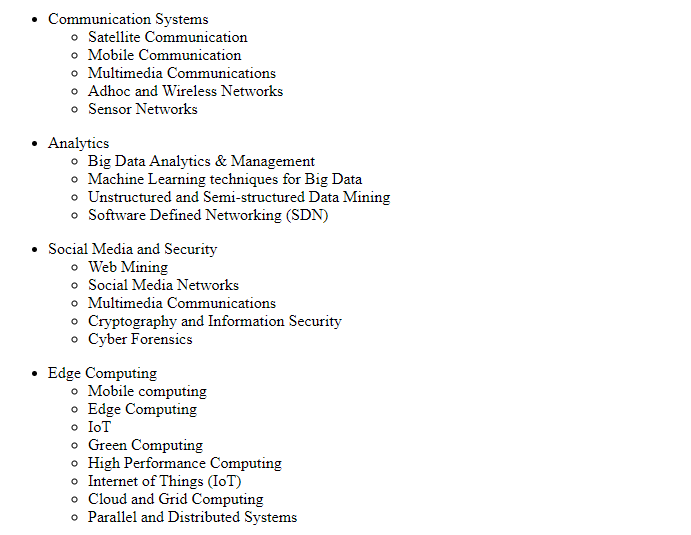 Communication Systems
Satellite Communication
Mobile Communication
Multimedia Communications
Adhoc and Wireless Networks
Sensor Networks
Analytics
Big Data Analytics & Management
Machine Learning techniques for Big Data
Unstructured and Semi-structured Data Mining
Software Defined Networking (SDN)
Social Media and Security
Web Mining
Social Media Networks
Multimedia Communications
Cryptography and Information Security
Cyber Forensics
Edge Computing
Mobile computing
Edge Computing
IoT
Green Computing
High Performance Computing
Internet of Things (IoT)
Cloud and Grid Computing
Parallel and Distributed Systems